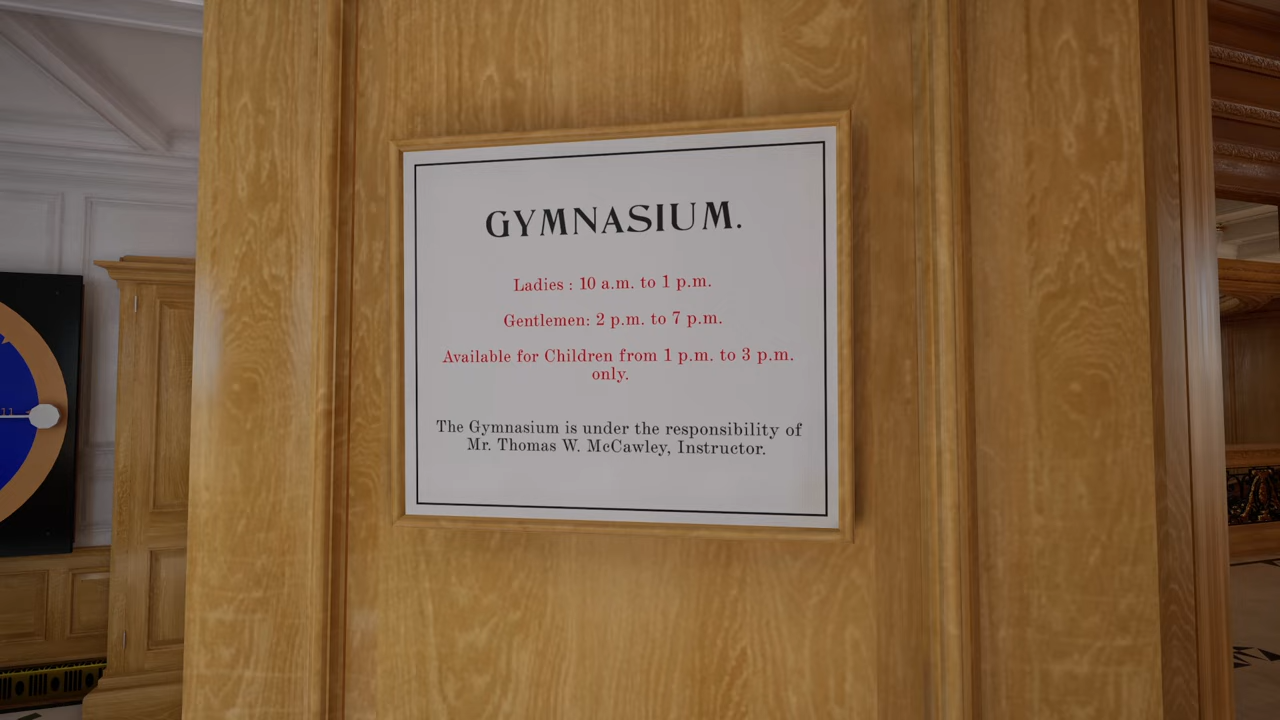 GYMNASIUM.
Ladies : 10 a.m. to 1 p.m.
Gentlemen: 2 p.m. to 7 p.m.
Available for Children from 1 p.m. to 3 p.m.
only.
The Gymnasium is under the responsibility of
Mr. Thomas W. McCawley, Instructor.
11